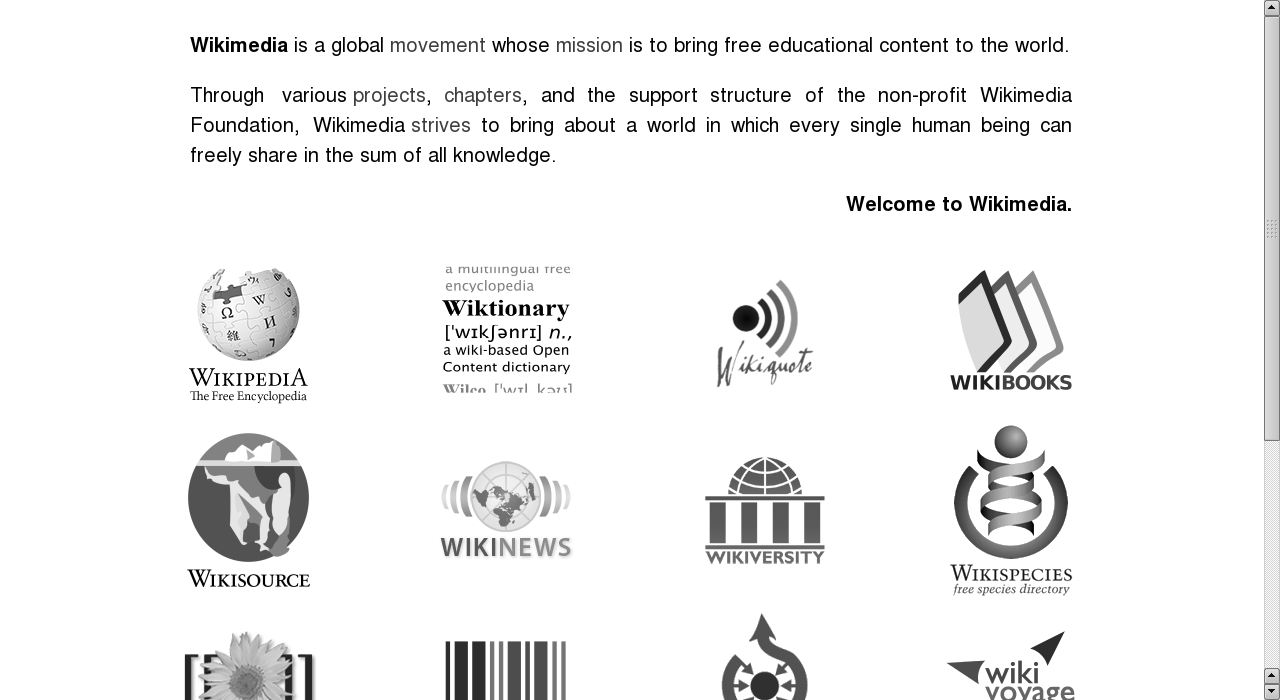 Wikimedia is a global movement whose mission is to bring free educational content to the world.
Through various projects, chapters, and the support structure of the non-profit Wikimedia
Foundation, Wikimedia strives to bring about a world in which every single human being can
freely share in the sum of all knowledge.
Welcome to Wikimedia.
WIKIPEDIA
The Free Encyclopedia
a multilingual free
encyclopedia
Wiktionary
['wɪkʃənrɪ] n.,
a wiki-based Open
Content dictionary
Wilco ['wɪl kəʊ]
Wikiquote
WIKIBOOKS
WIKISOURCE
WIKINEWS
WIKIVERSITY
WIKISPECIES
free species directory
wiki
voyage